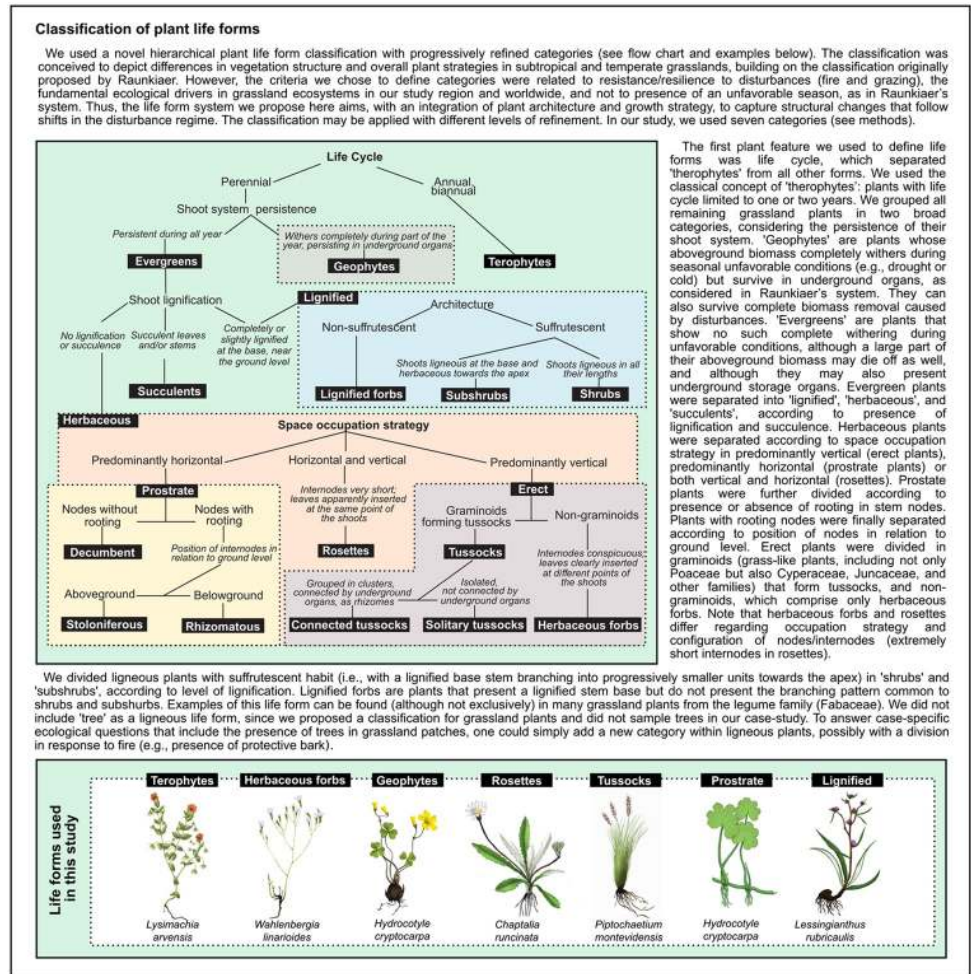 Classification of plant life forms
We used a novel hierarchical plant life form classification with progressively refined categories (see flow chart and examples below). The classification was
conceived to depict differences in vegetation structure and overall plant strategies in subtropical and temperate grasslands, building on the classification originally
proposed by Raunkiaer. However, the criteria we chose to define categories were related to resistance/resilience to disturbances (fire and grazing), the
fundamental ecological drivers in grassland ecosystems in our study region and worldwide, and not to presence of an unfavorable season, as in Raunkiaer's
system. Thus, the life form system we propose here aims, with an integration of plant architecture and growth strategy, to capture structural changes that follow
shifts in the disturbance regime. The classification may be applied with different levels of refinement. In our study, we used seven categories (see methods).
Life Cycle
Perennial
Annual
biannual
Shoot system persistence
Persistent during all year
Withers completely during part of the
year, persisting in underground organs
Evergreens
Geophytes
Terophytes
Shoot lignification
Lignified
Architecture
No lignification
or succulence
Succulent leaves
and/or stems
Completely or
slightly lignified
at the base, near
the ground level
Non-suffrutescent
Suffrutescent
Shoots ligneous at the base and
herbaceous towards the apex
Shoots ligneous in all
their lengths
Succulents
Lignified forbs
Subshrubs
Shrubs
Herbaceous
Space occupation strategy
Predominantly horizontal
Horizontal and vertical
Predominantly vertical
Prostrate
Internodes very short;
leaves apparently inserted
at the same point of
the shoots
Erect
Nodes without
rooting
Nodes with
rooting
Graminoids
forming tussocks
Non-graminoids
Decumbent
Position of internodes in
relation to ground level
Rosettes
Tussocks
Internodes conspicuous;
leaves clearly inserted
at different points of
the shoots
Aboveground
Belowground
Grouped in clusters,
connected by underground
organs, as rhizomes
Isolated,
not connected by
underground organs
Stoloniferous
Rhizomatous
Connected tussocks
Solitary tussocks
Herbaceous forbs
The first plant feature we used to define life
forms was life cycle, which separated
'therophytes' from all other forms. We used the
classical concept of 'therophytes': plants with life
cycle limited to one or two years. We grouped all
remaining grassland plants in two broad
categories, considering the persistence of their
shoot system. 'Geophytes' are plants whose
aboveground biomass completely withers during
seasonal unfavorable conditions (e.g., drought or
cold) but survive in underground organs, as
considered in Raunkiaer's system. They can
also survive complete biomass removal caused
by disturbances. 'Evergreens' are plants that
show no such complete withering during
unfavorable conditions, although a large part of
their aboveground biomass may die off as well,
and although they may also present
underground storage organs. Evergreen plants
were separated into 'lignified', 'herbaceous', and
'succulents', according to presence of
lignification and succulence. Herbaceous plants
were separated according to space occupation
strategy in predominantly vertical (erect plants),
predominantly horizontal (prostrate plants) or
both vertical and horizontal (rosettes). Prostrate
plants were further divided according to
presence or absence of rooting in stem nodes.
Plants with rooting nodes were finally separated
according to position of nodes in relation to
ground level. Erect plants were divided in
graminoids (grass-like plants, including not only
Poaceae but also Cyperaceae, Juncaceae, and
other families) that form tussocks, and non-
graminoids, which comprise only herbaceous
forbs. Note that herbaceous forbs and rosettes
differ regarding occupation strategy and
configuration of nodes/internodes (extremely
short internodes in rosettes).
We divided ligneous plants with suffrutescent habit (i.e., with a lignified base stem branching into progressively smaller units towards the apex) in 'shrubs' and
'subshrubs', according to level of lignification. Lignified forbs are plants that present a lignified stem base but do not present the branching pattern common to
shrubs and subshurbs. Examples of this life form can be found (although not exclusively) in many grassland plants from the legume family (Fabaceae). We did not
include 'tree' as a ligneous life form, since we proposed a classification for grassland plants and did not sample trees in our case-study. To answer case-specific
ecological questions that include the presence of trees in grassland patches, one could simply add a new category within ligneous plants, possibly with a division
in response to fire (e.g., presence of protective bark).
Life forms used
in this study
Terophytes
Herbaceous forbs
Geophytes
Rosettes
Tussocks
Prostrate
Lignified
Lysimachia
arvensis
Wahlenbergia
linarioides
Hydrocotyle
cryptocarpa
Chaptalia
runcinata
Piptochaetium
montevidensis
Hydrocotyle
cryptocarpa
Lessingianthus
rubricaulis